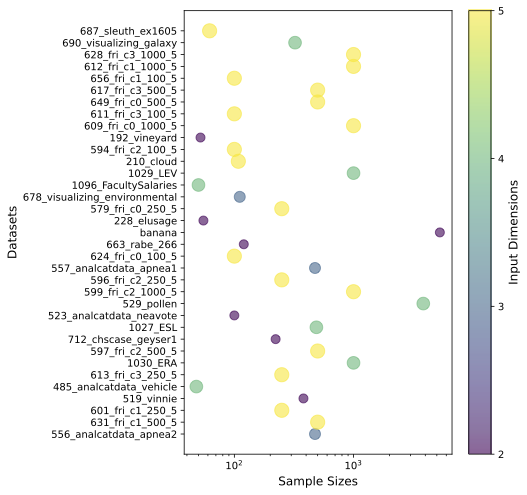 687_sleuth_ex1605
690_visualizing_galaxy
628_fri_c3_1000_5
612_fri_c1_1000_5
656_fri_c1_100_5
617_fri_c3_500_5
649_fri_c0_500_5
611_fri_c3_100_5
609_fri_c0_1000_5
192_vineyard
594_fri_c2_100_5
210_cloud
1029_LEV
1096_FacultySalaries
678_visualizing_environmental
579_fri_c0_250_5
228_elusage
banana
663_rabe_266
624_fri_c0_100_5
557_analcatdata_apnea1
596_fri_c2_250_5
599_fri_c2_1000_5
529_pollen
523_analcatdata_neavote
1027_ESL
712_chscase_geyser1
597_fri_c2_500_5
1030_ERA
613_fri_c3_250_5
485_analcatdata_vehicle
519_vinnie
601_fri_c1_250_5
631_fri_c1_500_5
556_analcatdata_apnea2
Datasets
10² 10³
Sample Sizes
5
4
3
2
Input Dimensions